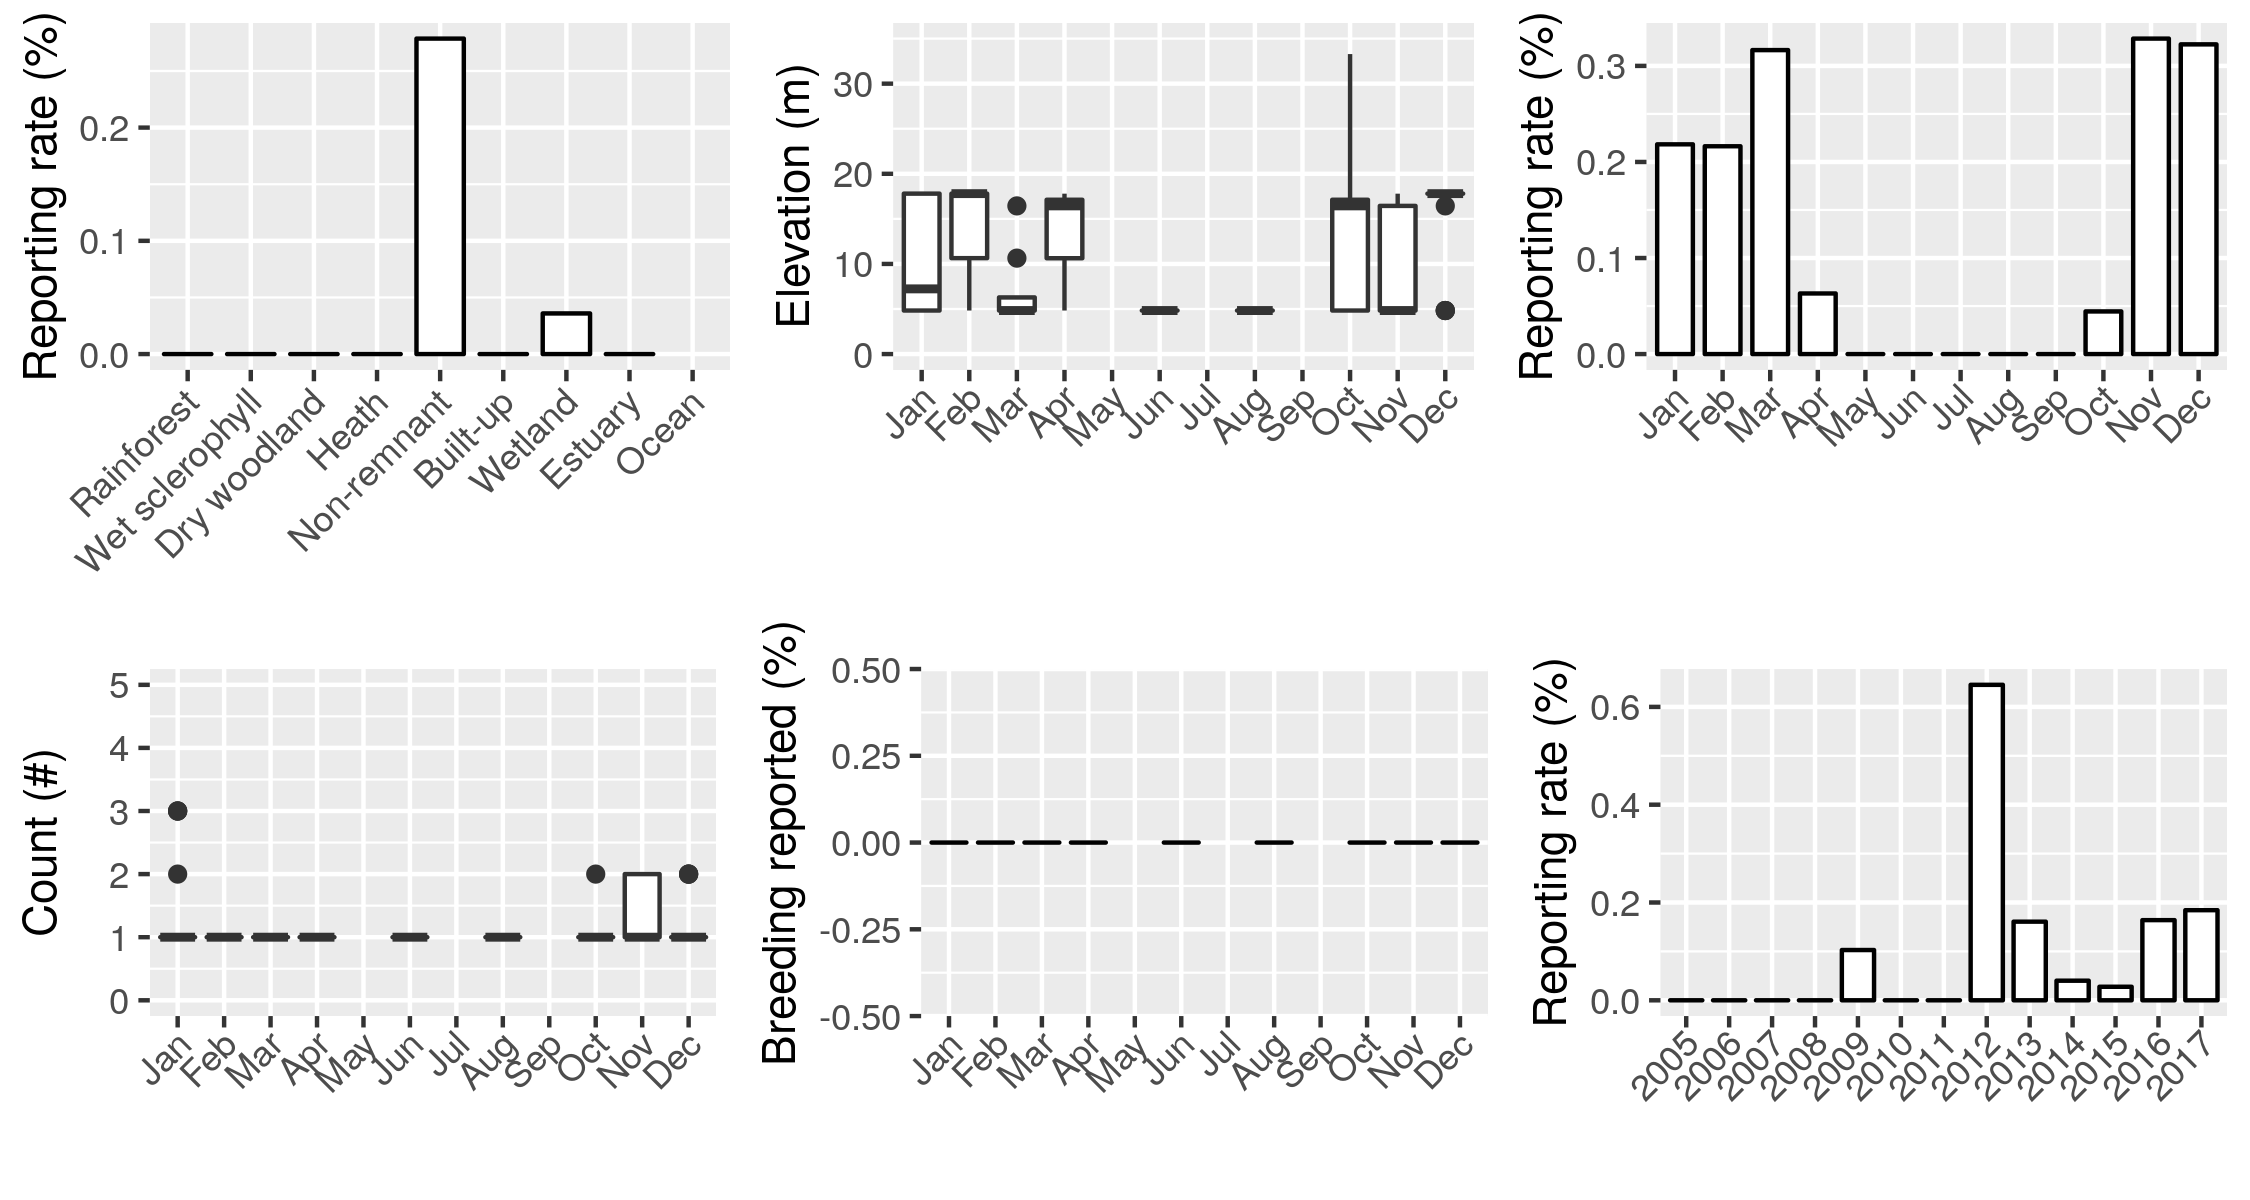 Reporting rate (%)
0.2
0.1
0.0
Rainforest
Wet sclerophyll
Dry woodland
Heath
Non-remnant
Built-up
Wetland
Estuary
Ocean
Elevation (m)
30
20
10
0
Jan
Feb
Mar
Apr
May
Jun
Jul
Aug
Sep
Oct
Nov
Dec
Reporting rate (%)
0.3
0.2
0.1
0.0
Jan
Feb
Mar
Apr
May
Jun
Jul
Aug
Sep
Oct
Nov
Dec
Count (#)
5
4
3
2
1
0
Jan
Feb
Mar
Apr
May
Jun
Jul
Aug
Sep
Oct
Nov
Dec
Breeding reported (%)
0.50
0.25
0.00
-0.25
-0.50
Jan
Feb
Mar
Apr
May
Jun
Jul
Aug
Sep
Oct
Nov
Dec
Reporting rate (%)
0.6
0.4
0.2
0.0
2005
2006
2007
2008
2009
2010
2011
2012
2013
2014
2015
2016
2017